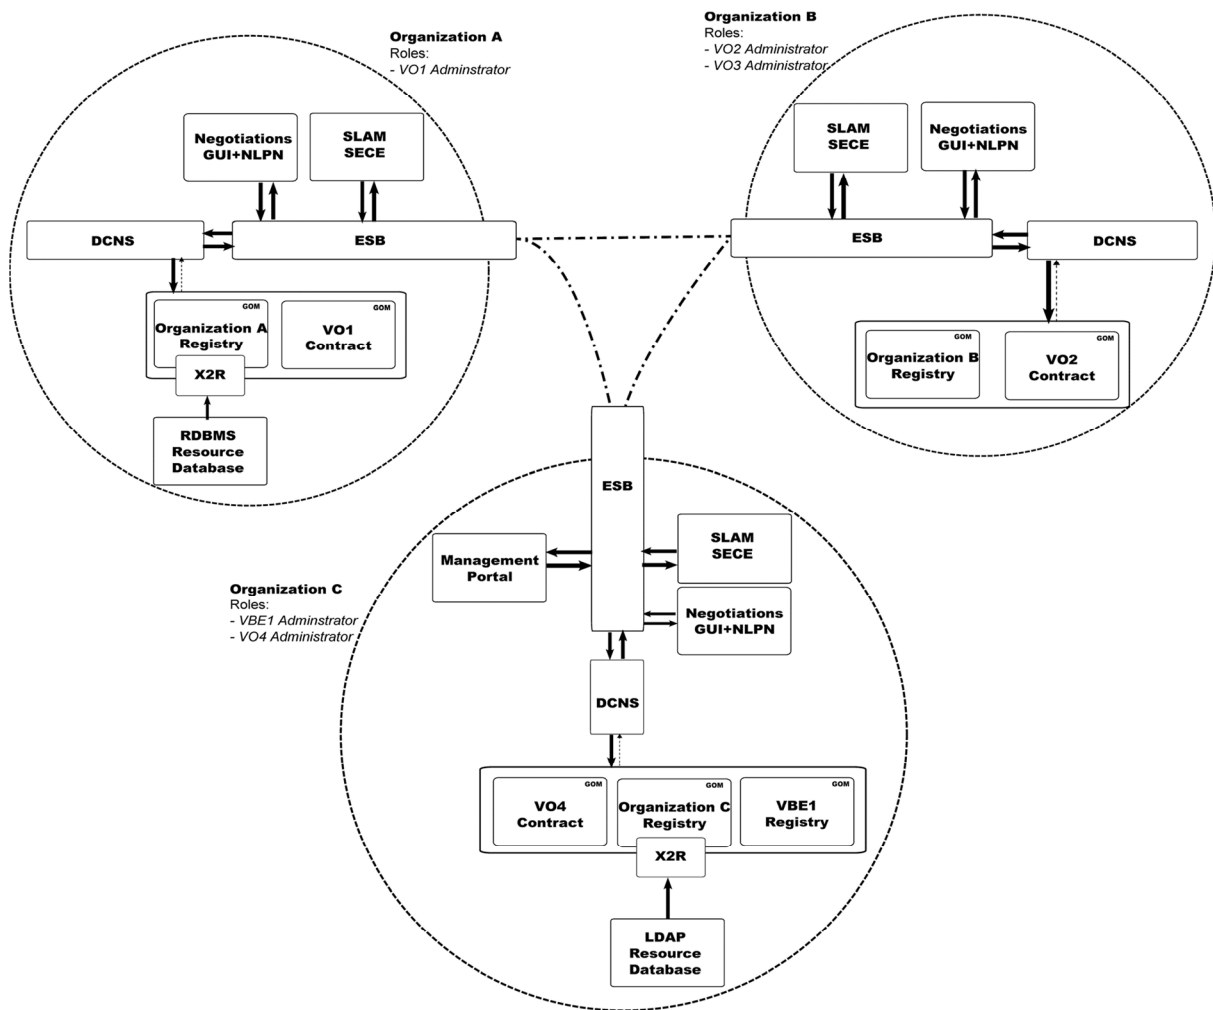 Organization A
Roles:
- VO1 Adminstrator
Negotiations
GUI+NLPN
SLAM
SECE
DCNS
ESB
GOM
Organization A
Registry
GOM
VO1
Contract
X2R
RDBMS
Resource
Database
Organization B
Roles:
- VO2 Administrator
- VO3 Administrator
SLAM
SECE
Negotiations
GUI+NLPN
ESB
DCNS
GOM
Organization B
Registry
GOM
VO2
Contract
Organization C
Roles:
- VBE1 Adminstrator
- VO4 Administrator
ESB
Management
Portal
SLAM
SECE
Negotiations
GUI+NLPN
DCNS
GOM
VO4
Contract
GOM
Organization C
Registry
GOM
VBE1
Registry
X2R
LDAP
Resource
Database